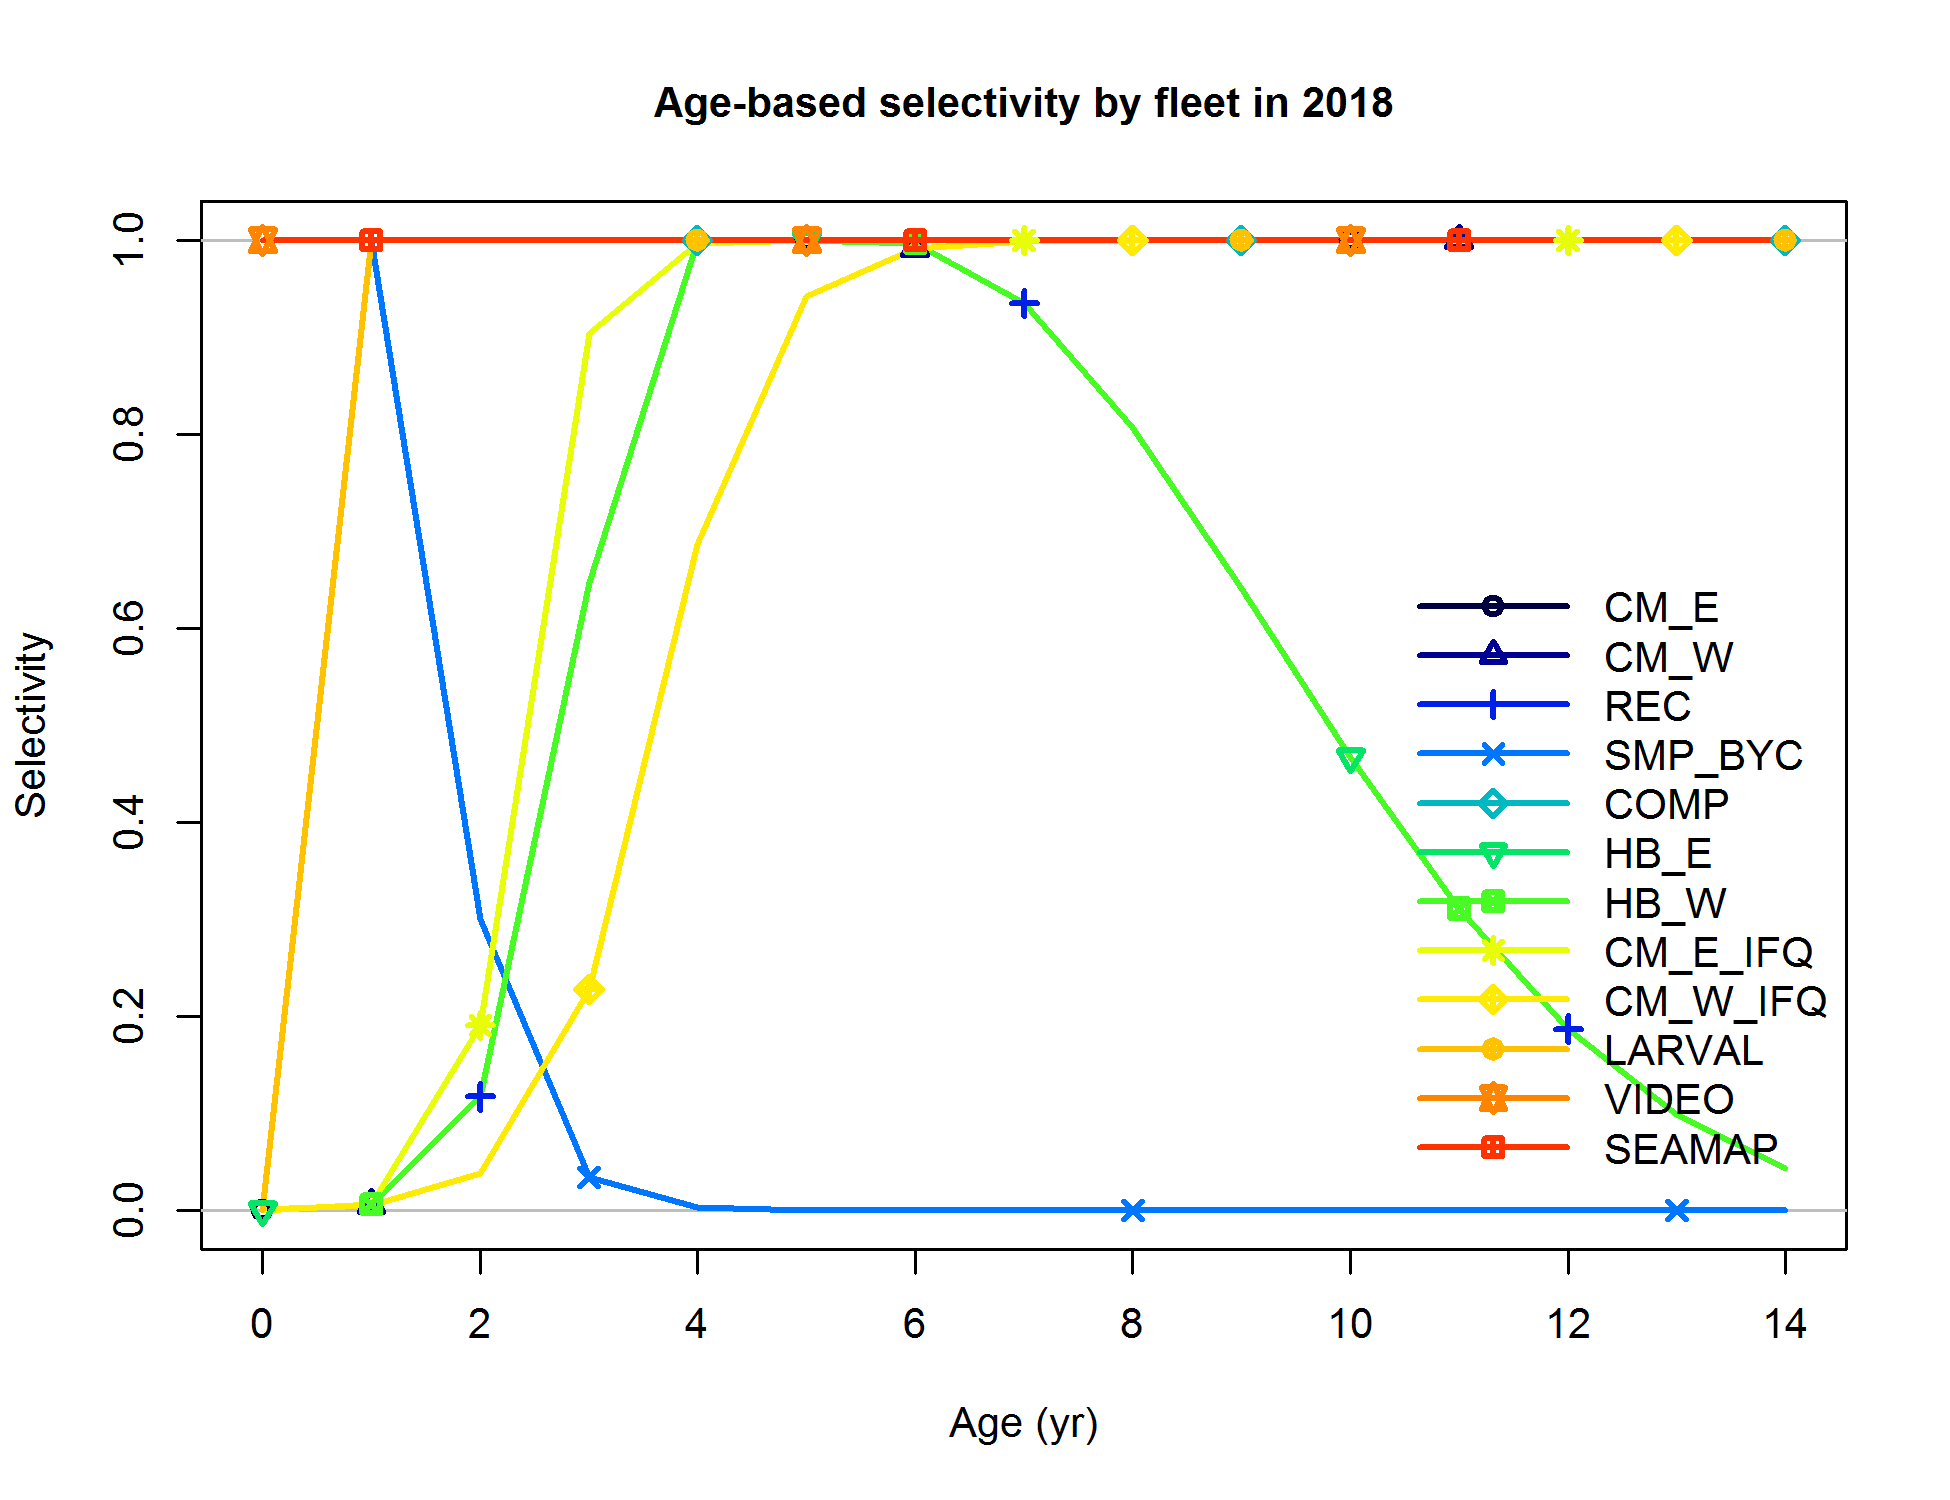 Age-based selectivity by fleet in 2018
Selectivity
1.0
0.8
0.6
0.4
0.2
0.0
CM_E
CM_W
REC
SMP_BYC
COMP
HB_E
HB_W
CM_E_IFQ
CM_W_IFQ
LARVAL
VIDEO
SEAMAP
0 2 4 6 8 10 12 14
Age (yr)